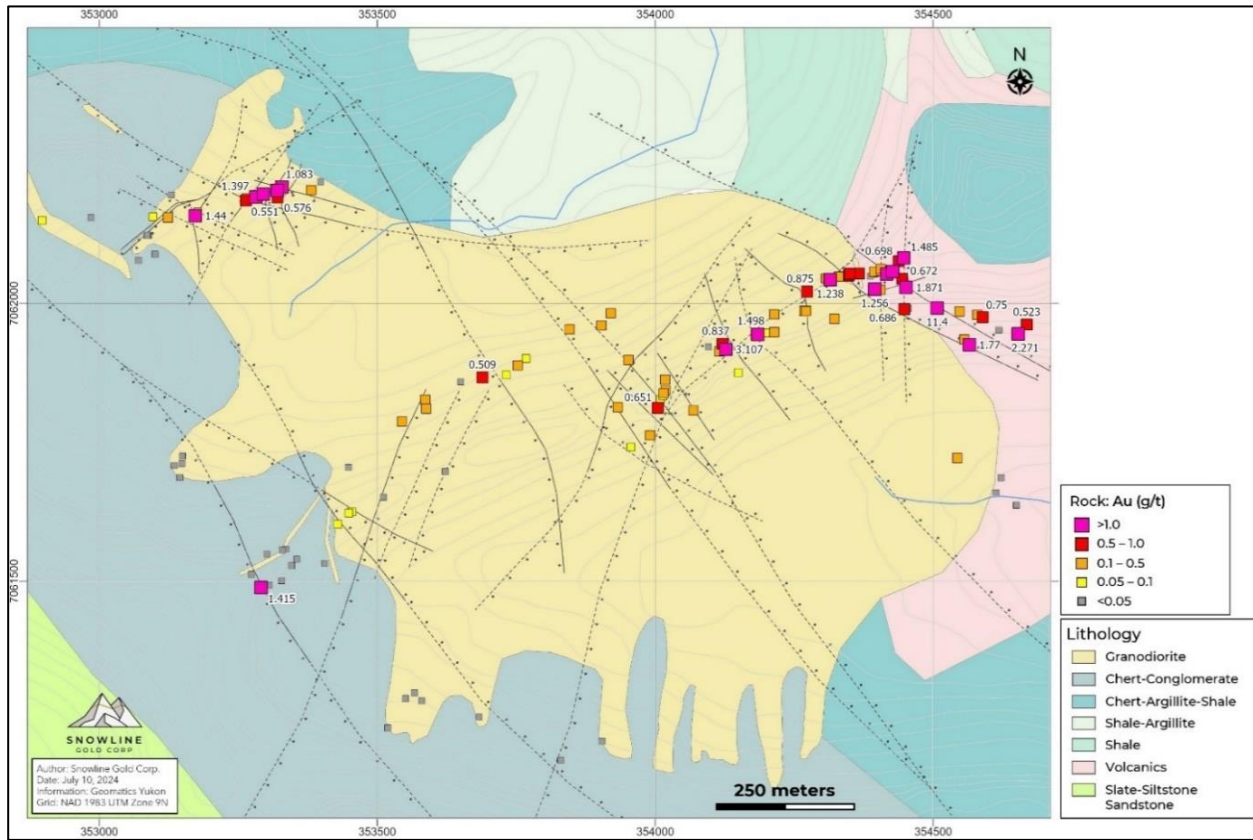 353000 353500 354000 354500
N
1.397
1.083
0.551
0.576
1.44
0.698
1.485
0.875
0.672
1.238
1.871
1.256
0.686
11.4
0.75
0.523
1.498
0.837
3.107
1.77
2.271
0.509
0.651
1.415
7062000
7061500
Rock: Au (g/t)
>1.0
0.5 – 1.0
0.1 – 0.5
0.05 – 0.1
<0.05
Lithology
Granodiorite
Chert-Conglomerate
Chert-Argillite-Shale
Shale-Argillite
Shale
Volcanics
Slate-Siltstone
Sandstone
SNOWLINE
GOLD CORP
Author: Snowline Gold Corp.
Date: July 10, 2024
Information: Geomatics Yukon
Grid: NAD 1983 UTM Zone 9N
250 meters
353000 353500 354000 354500